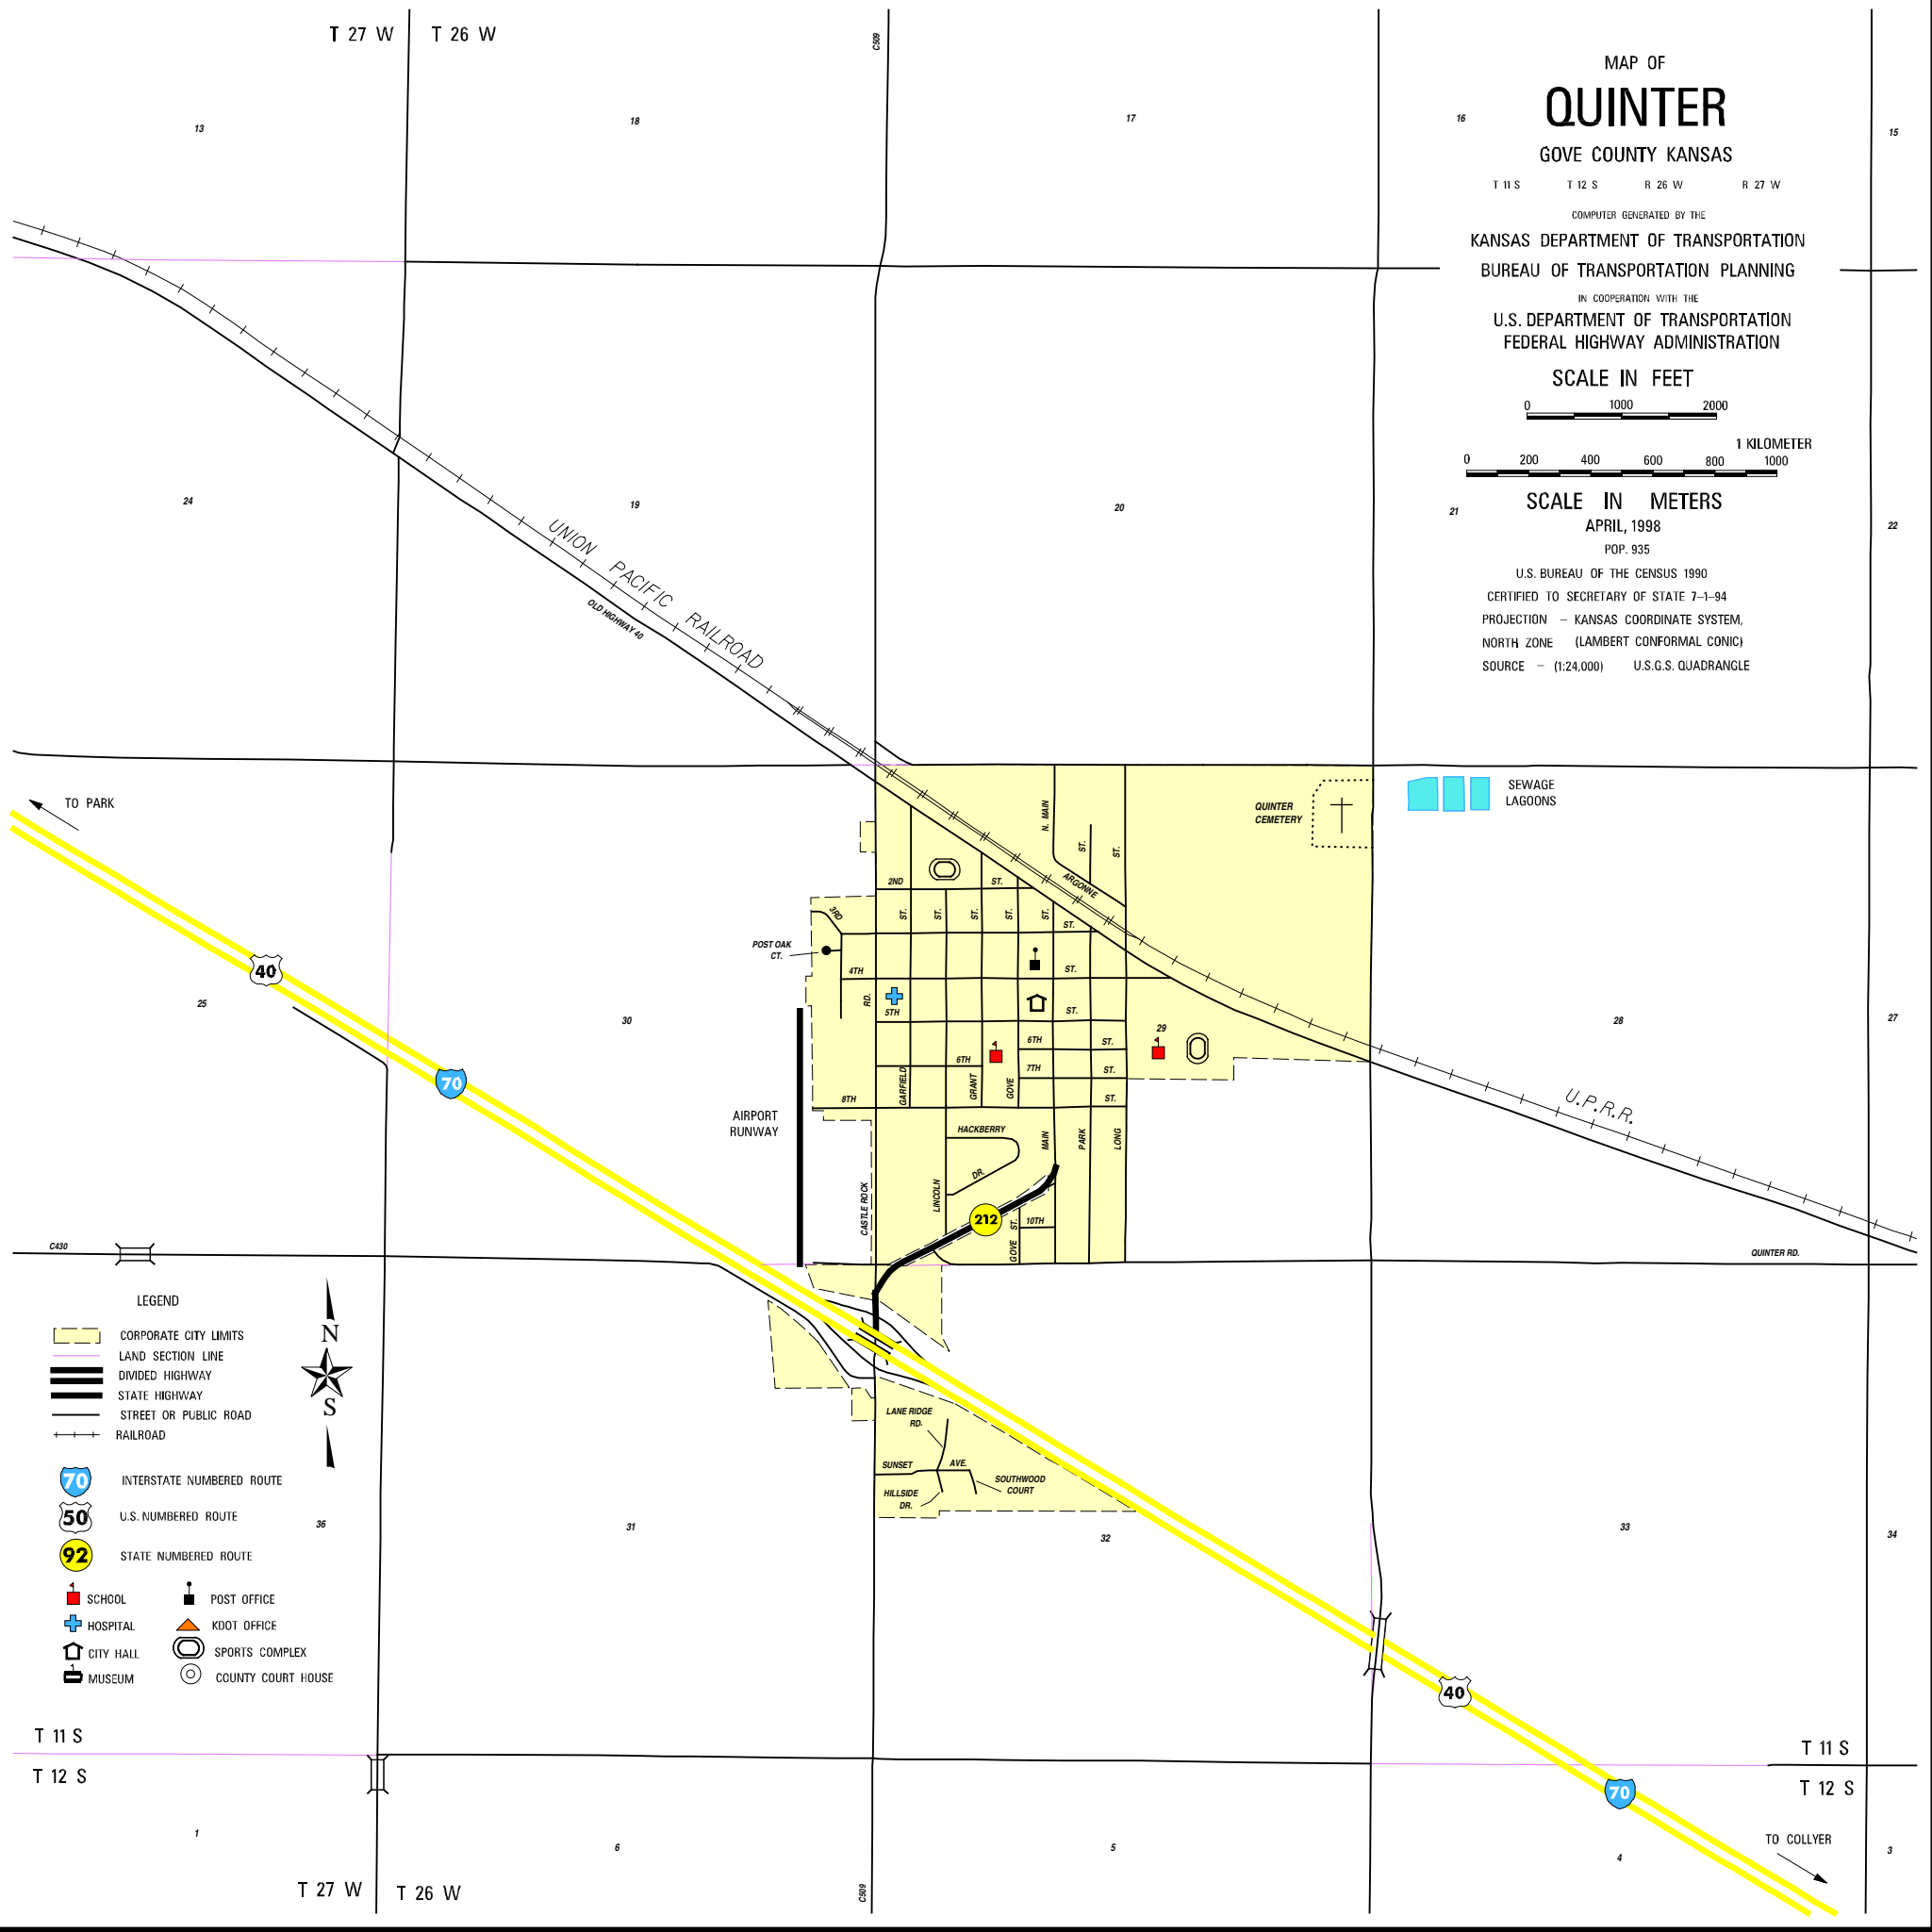 T 27 W T 26 W
C509
MAP OF
QUINTER
GOVE COUNTY KANSAS
T 11 S T 12 S R 26 W R 27 W
COMPUTER GENERATED BY THE
KANSAS DEPARTMENT OF TRANSPORTATION
BUREAU OF TRANSPORTATION PLANNING
IN COOPERATION WITH THE
U.S. DEPARTMENT OF TRANSPORTATION
FEDERAL HIGHWAY ADMINISTRATION
SCALE IN FEET
0 1000 2000
1 KILOMETER
0 200 400 600 800 1000
SCALE IN METERS
APRIL, 1998
POP. 935
U.S. BUREAU OF THE CENSUS 1990
CERTIFIED TO SECRETARY OF STATE 7-1-94
PROJECTION - KANSAS COORDINATE SYSTEM,
NORTH ZONE (LAMBERT CONFORMAL CONIC)
SOURCE - (1:24,000) U.S.G.S. QUADRANGLE
13 18 17 16 15
24 19 20 21 22
UNION PACIFIC RAILROAD
OLD HIGHWAY 40
TO PARK
SEWAGE
LAGOONS
QUINTER
CEMETERY
N. MAIN
ST.
ST.
ARGONNE
2ND ST.
3RD
ST. ST. ST. ST. ST.
ST.
POST OAK
CT.
4TH ST.
RD.
5TH ST.
40
25 30 29 28 27
70
6TH ST.
6TH
7TH ST.
GARFIELD
GRANT
GOVE
8TH ST.
AIRPORT
RUNWAY
U.P.R.R.
HACKBERRY
DR.
MAIN
PARK
LONG
CASTLE ROCK
LINCOLN
212
10TH
GOVE ST.
C430
QUINTER RD.
LEGEND
CORPORATE CITY LIMITS
LAND SECTION LINE
DIVIDED HIGHWAY
STATE HIGHWAY
STREET OR PUBLIC ROAD
RAILROAD
N
S
70 INTERSTATE NUMBERED ROUTE
50 U.S. NUMBERED ROUTE
92 STATE NUMBERED ROUTE
SCHOOL POST OFFICE
HOSPITAL KDOT OFFICE
CITY HALL SPORTS COMPLEX
MUSEUM COUNTY COURT HOUSE
LANE RIDGE
RD.
SUNSET AVE.
SOUTHWOOD
COURT
HILLSIDE
DR.
36 31 32 33 34
40
T 11 S
T 12 S
T 11 S
T 12 S
70
1 6 5 4 3
TO COLLYER
T 27 W T 26 W
C509